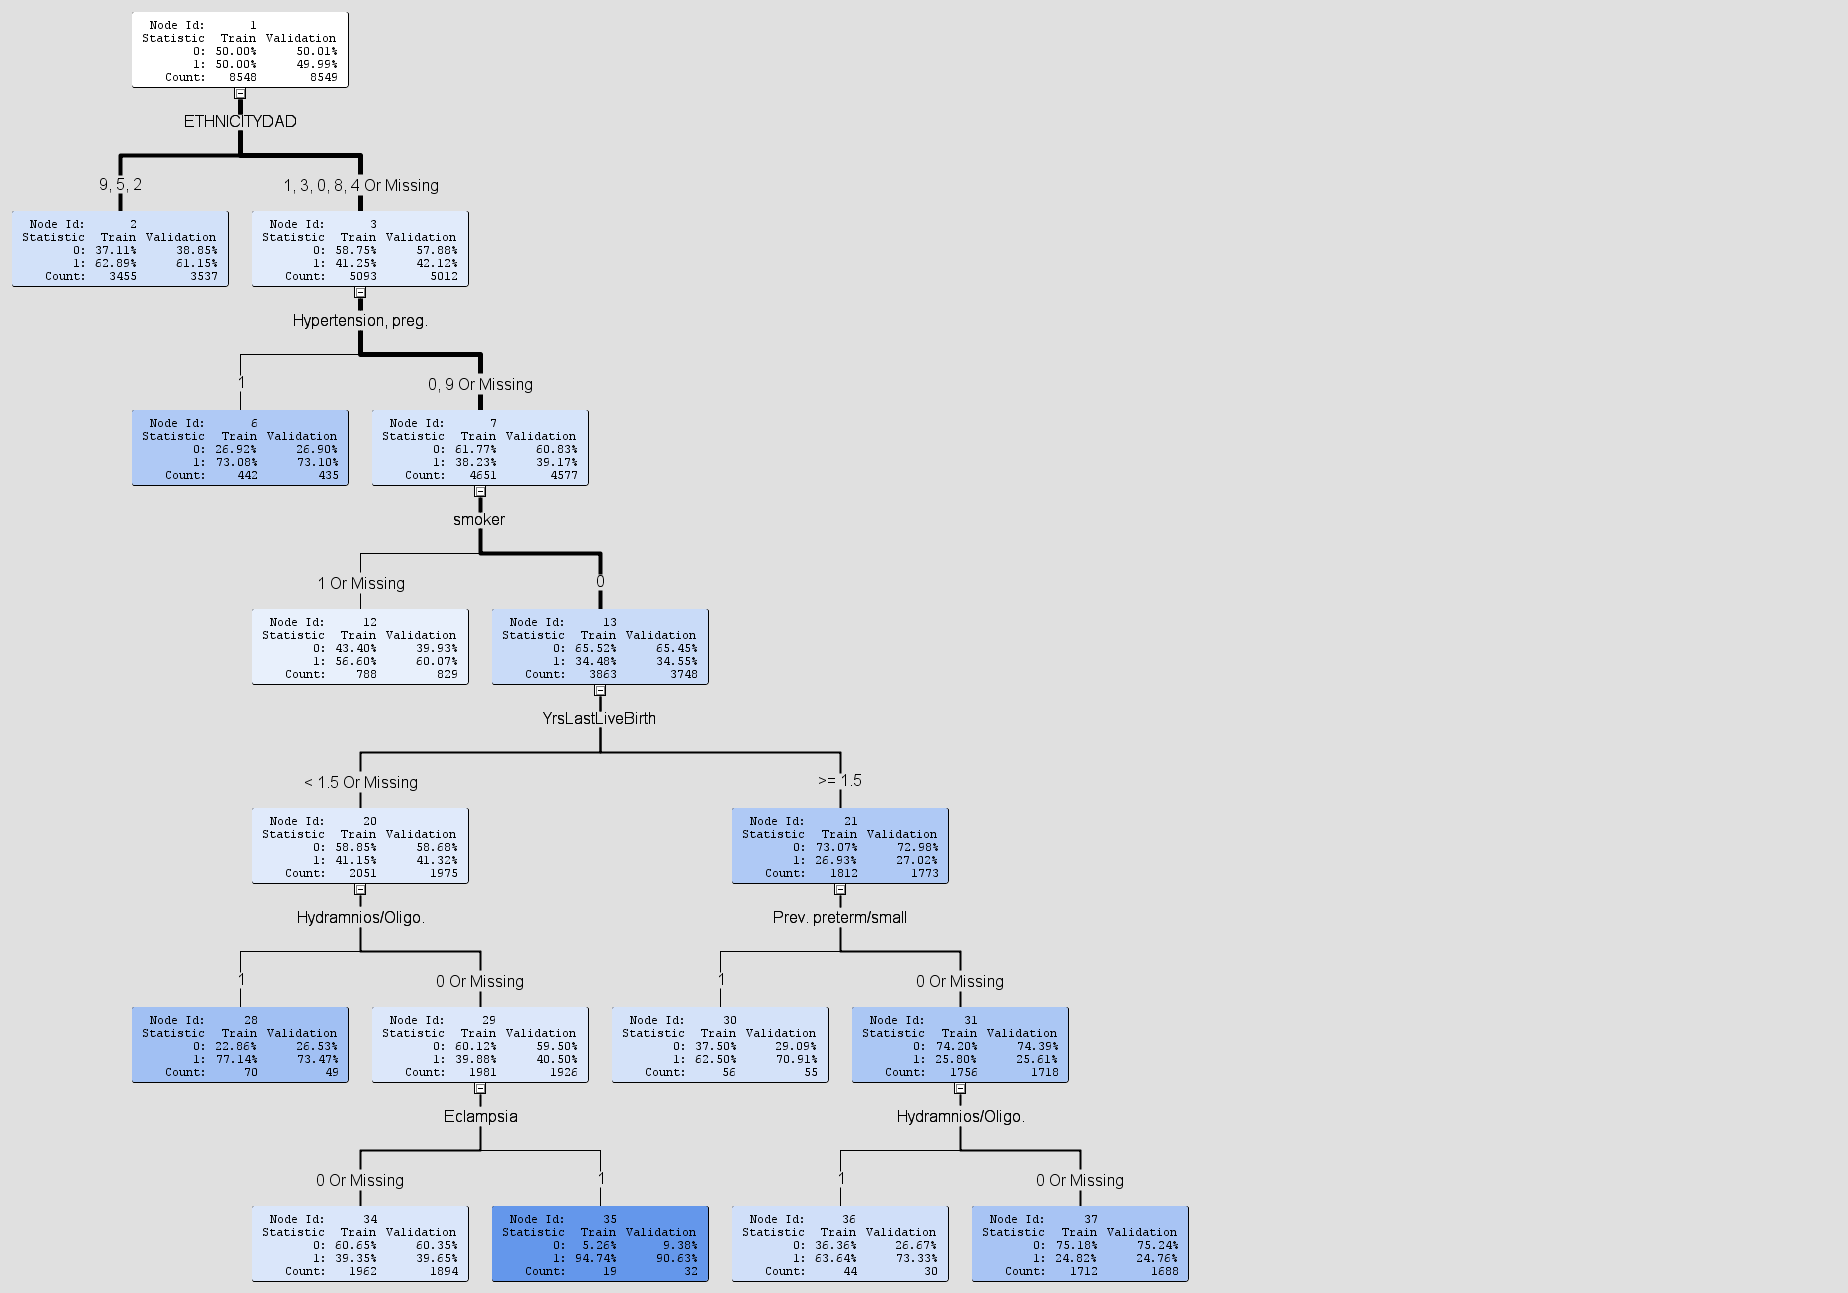 Node Id: 1
Statistic Train Validation
0: 50.00% 50.01%
1: 50.00% 49.99%
Count: 8548 8549
ETHNICITYDAD
9, 5, 2
1, 3, 0, 8, 4 Or Missing
Node Id: 2
Statistic Train Validation
0: 37.11% 38.85%
1: 62.89% 61.15%
Count: 3455 3537
Node Id: 3
Statistic Train Validation
0: 58.75% 57.88%
1: 41.25% 42.12%
Count: 5093 5012
Hypertension, preg.
1
0, 9 Or Missing
Node Id: 6
Statistic Train Validation
0: 26.92% 26.90%
1: 73.08% 73.10%
Count: 442 435
Node Id: 7
Statistic Train Validation
0: 61.77% 60.83%
1: 38.23% 39.17%
Count: 4651 4577
smoker
1 Or Missing
0
Node Id: 12
Statistic Train Validation
0: 43.40% 39.93%
1: 56.60% 60.07%
Count: 788 829
Node Id: 13
Statistic Train Validation
0: 65.52% 65.45%
1: 34.48% 34.55%
Count: 3863 3748
YrsLastLiveBirth
< 1.5 Or Missing
>= 1.5
Node Id: 20
Statistic Train Validation
0: 58.85% 58.68%
1: 41.15% 41.32%
Count: 2051 1975
Node Id: 21
Statistic Train Validation
0: 73.07% 72.98%
1: 26.93% 27.02%
Count: 1812 1773
Hydramnios/Oligo.
Prev. preterm/small
1
0 Or Missing
1
0 Or Missing
Node Id: 28
Statistic Train Validation
0: 22.86% 26.53%
1: 77.14% 73.47%
Count: 70 49
Node Id: 29
Statistic Train Validation
0: 60.12% 59.50%
1: 39.88% 40.50%
Count: 1981 1926
Node Id: 30
Statistic Train Validation
0: 37.50% 29.09%
1: 62.50% 70.91%
Count: 56 55
Node Id: 31
Statistic Train Validation
0: 74.20% 74.39%
1: 25.80% 25.61%
Count: 1756 1718
Eclampsia
Hydramnios/Oligo.
0 Or Missing
1
1
0 Or Missing
Node Id: 34
Statistic Train Validation
0: 60.65% 60.35%
1: 39.35% 39.65%
Count: 1962 1894
Node Id: 35
Statistic Train Validation
0: 5.26% 9.38%
1: 94.74% 90.63%
Count: 19 32
Node Id: 36
Statistic Train Validation
0: 36.36% 26.67%
1: 63.64% 73.33%
Count: 44 30
Node Id: 37
Statistic Train Validation
0: 75.18% 75.24%
1: 24.82% 24.76%
Count: 1712 1688